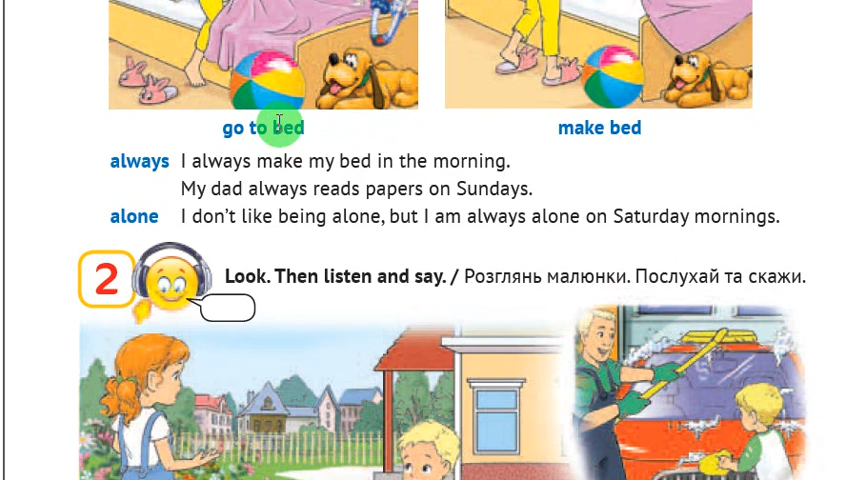 go to bed make bed
always I always make my bed in the morning.
My dad always reads papers on Sundays.
alone I don't like being alone, but I am always alone on Saturday mornings.
2 Look. Then listen and say. / Розглянь малюнки. Послухай та скажи.